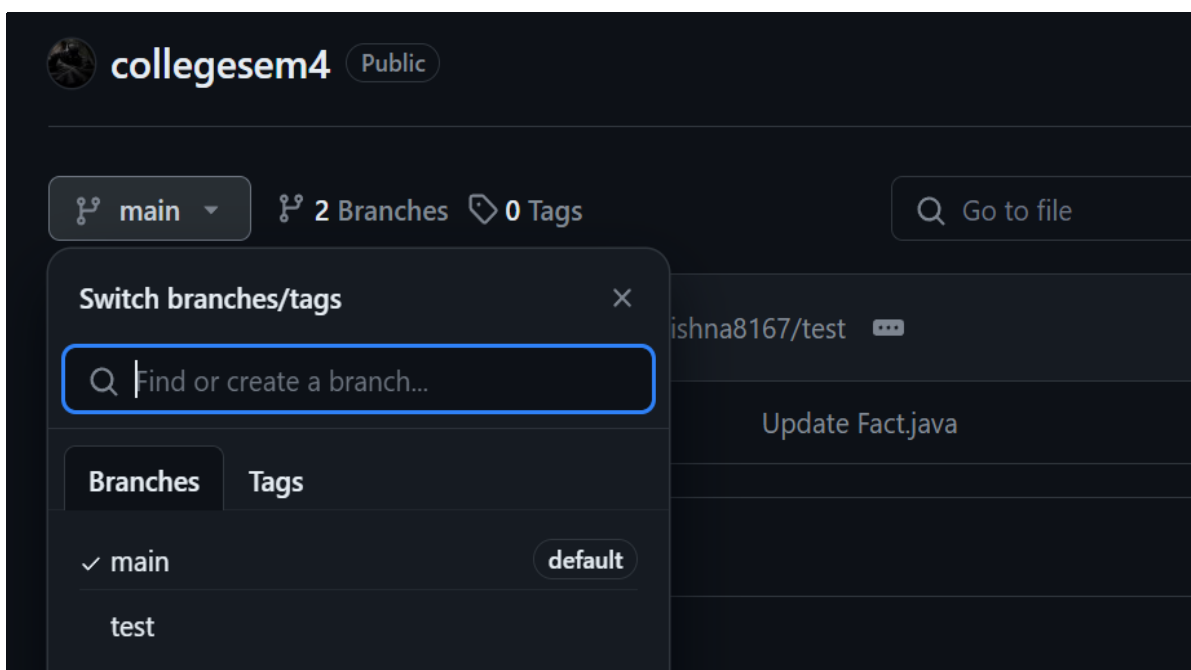 collegesem4 Public
main 2 Branches 0 Tags Go to file
Switch branches/tags
ishna8167/test
Find or create a branch...
Update Fact.java
Branches Tags
main default
test